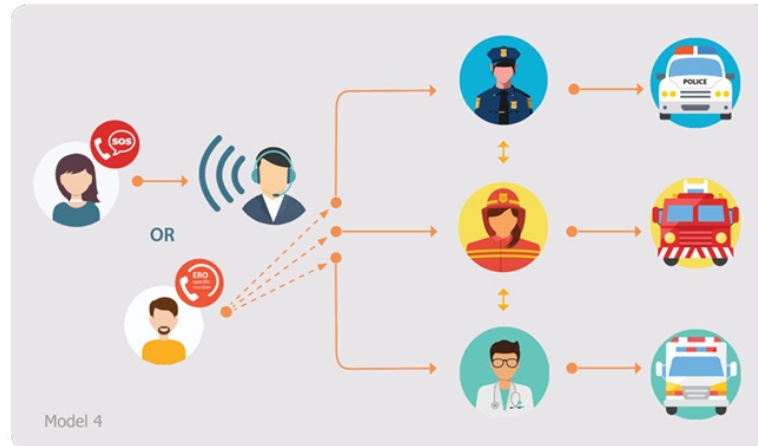 POLICE
SOS
OR
ERO
specific
number
Model 4